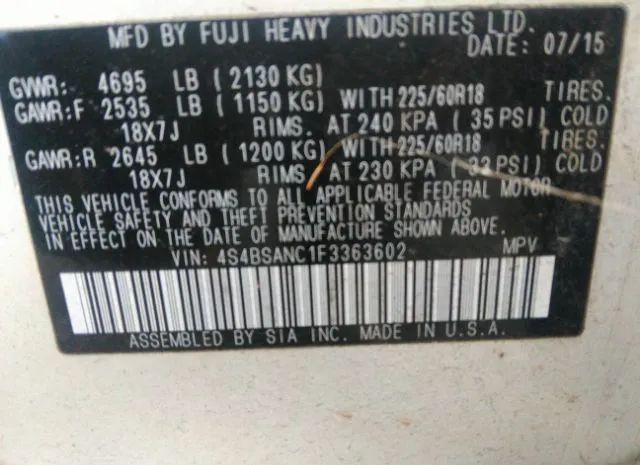 MFD BY FUJI HEAVY INDUSTRIES LTD.
DATE: 07/15
GVWR: 4695 LB ( 2130 KG)
GAWR:F 2535 LB ( 1150 KG) WITH 225/60R18 TIRES.
18X7J RIMS. AT 240 KPA ( 35 PSI) COLD
GAWR:R 2645 LB ( 1200 KG) WITH 225/60R18 TIRES.
18X7J RIMS AT 230 KPA ( 33 PSI) COLD
THIS VEHICLE CONFORMS TO ALL APPLICABLE FEDERAL MOTOR
VEHICLE SAFETY AND THEFT PREVENTION STANDARDS
IN EFFECT ON THE DATE OF MANUFACTURE SHOWN ABOVE.
VIN: 4S4BSANC1F3363602 MPV
ASSEMBLED BY SIA INC. MADE IN U.S.A.